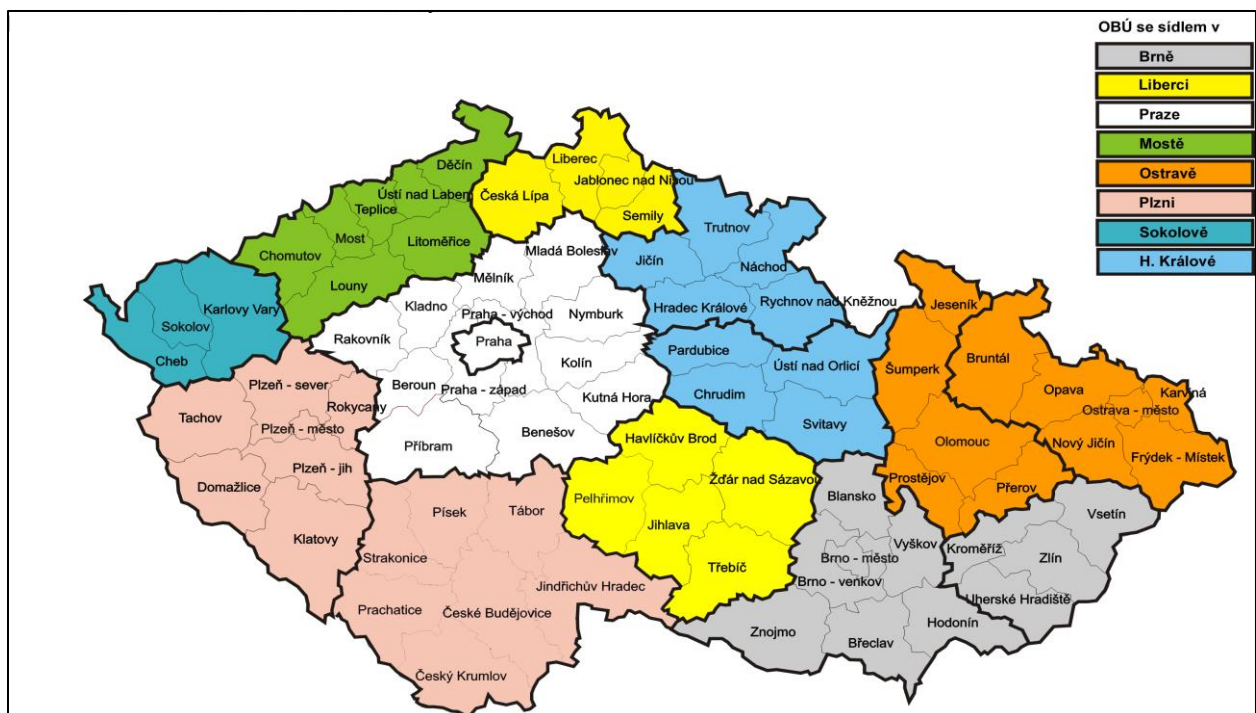 OBÚ se sídlem v
Brně
Liberci
Praze
Mostě
Ostravě
Plzni
Sokolově
H. Králové
Děčín
Liberec
Ústí nad Labem
Jablonec nad Nisou
Česká Lípa
Teplice
Semily
Most
Litoměřice
Trutnov
Chomutov
Mladá Boleslav
Jičín
Náchod
Louny
Mělník
Karlovy Vary
Kladno
Praha - východ
Nymburk
Hradec Králové
Rychnov nad Kněžnou
Jeseník
Sokolov
Rakovník
Praha
Cheb
Kolín
Pardubice
Ústí nad Orlicí
Šumperk
Bruntál
Plzeň - sever
Beroun
Praha - západ
Opava
Karviná
Tachov
Rokycany
Kutná Hora
Chrudim
Ostrava - město
Plzeň - město
Svitavy
Příbram
Benešov
Havlíčkův Brod
Olomouc
Nový Jičín
Frýdek - Místek
Plzeň - jih
Domažlice
Žďár nad Sázavou
Prostějov
Přerov
Pelhřimov
Blansko
Písek
Tábor
Vsetín
Klatovy
Jihlava
Vyškov
Kroměříž
Strakonice
Brno - město
Zlín
Třebíč
Brno - venkov
Jindřichův Hradec
Uherské Hradiště
Prachatice
České Budějovice
Hodonín
Znojmo
Břeclav
Český Krumlov